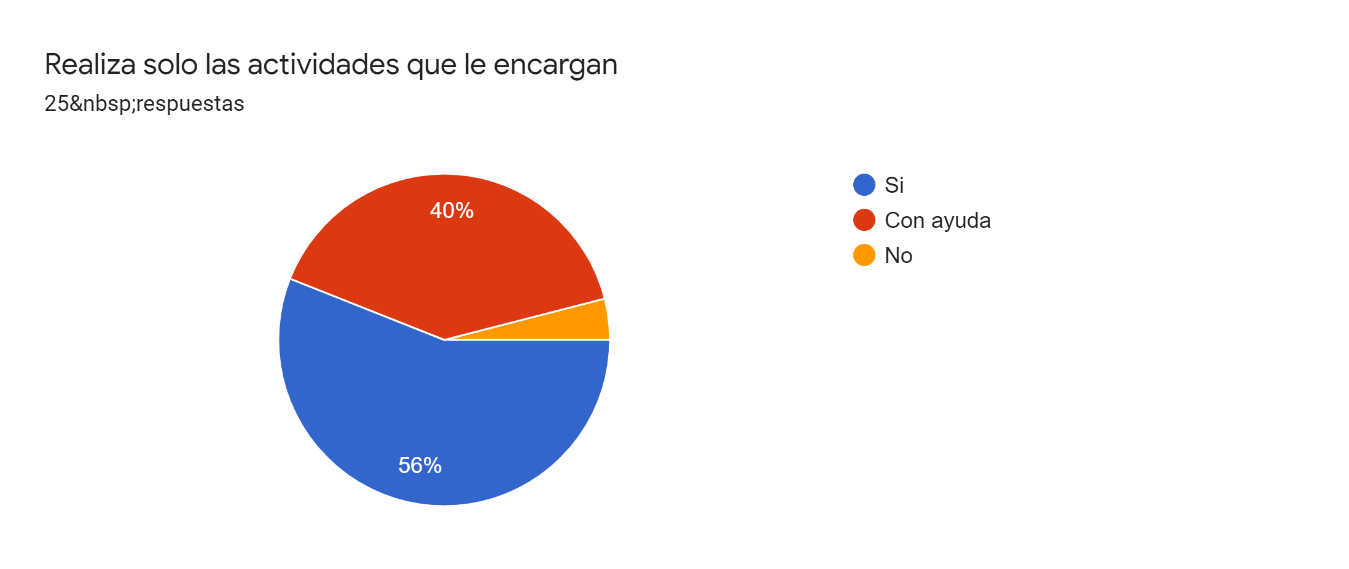 Realiza solo las actividades que le encargan
25&nbsp;respuestas
40%
56%
Si
Con ayuda
No